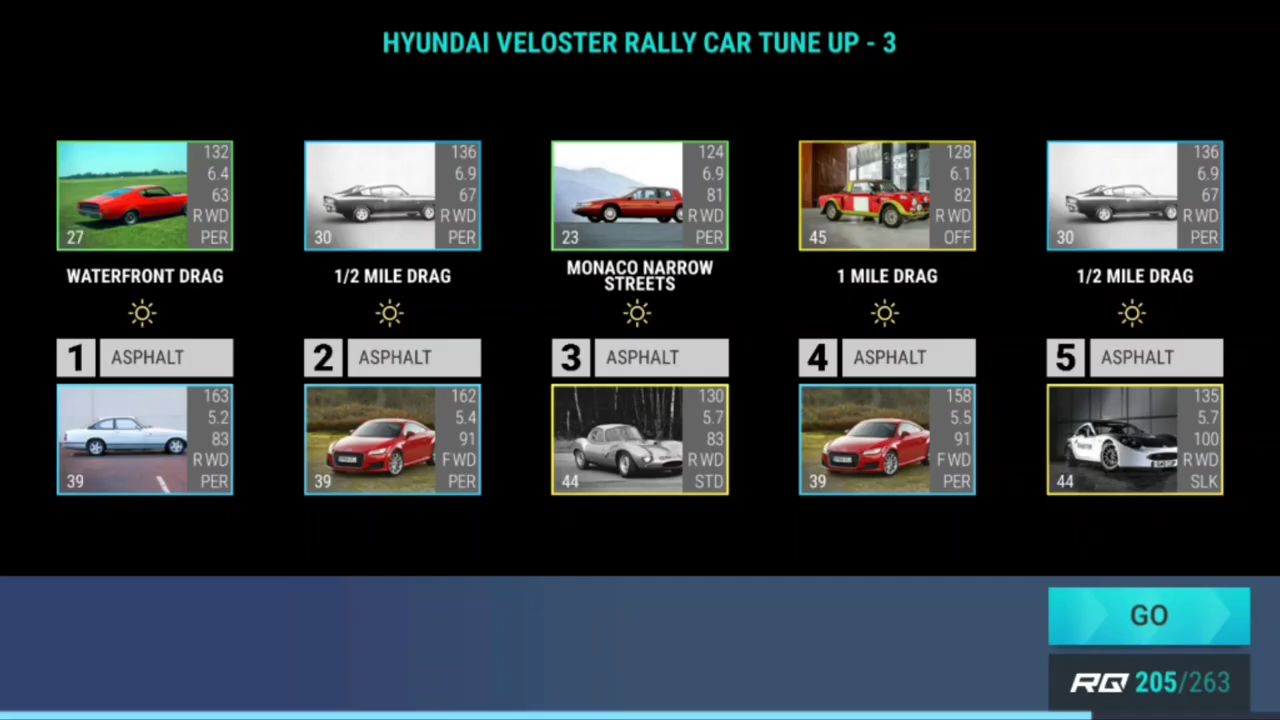 HYUNDAI VELOSTER RALLY CAR TUNE UP - 3
132
6.4
63
RWD
27 PER
136
6.9
67
RWD
30 PER
124
6.9
81
RWD
23 PER
128
6.1
82
RWD
45 OFF
136
6.9
67
RWD
30 PER
WATERFRONT DRAG
1/2 MILE DRAG
MONACO NARROW
STREETS
1 MILE DRAG
1/2 MILE DRAG
1 ASPHALT
2 ASPHALT
3 ASPHALT
4 ASPHALT
5 ASPHALT
163
5.2
83
RWD
39 PER
162
5.4
91
FWD
39 PER
130
5.7
83
RWD
44 STD
158
5.5
91
FWD
39 PER
135
5.7
100
RWD
44 SLK
GO
RQ 205/263